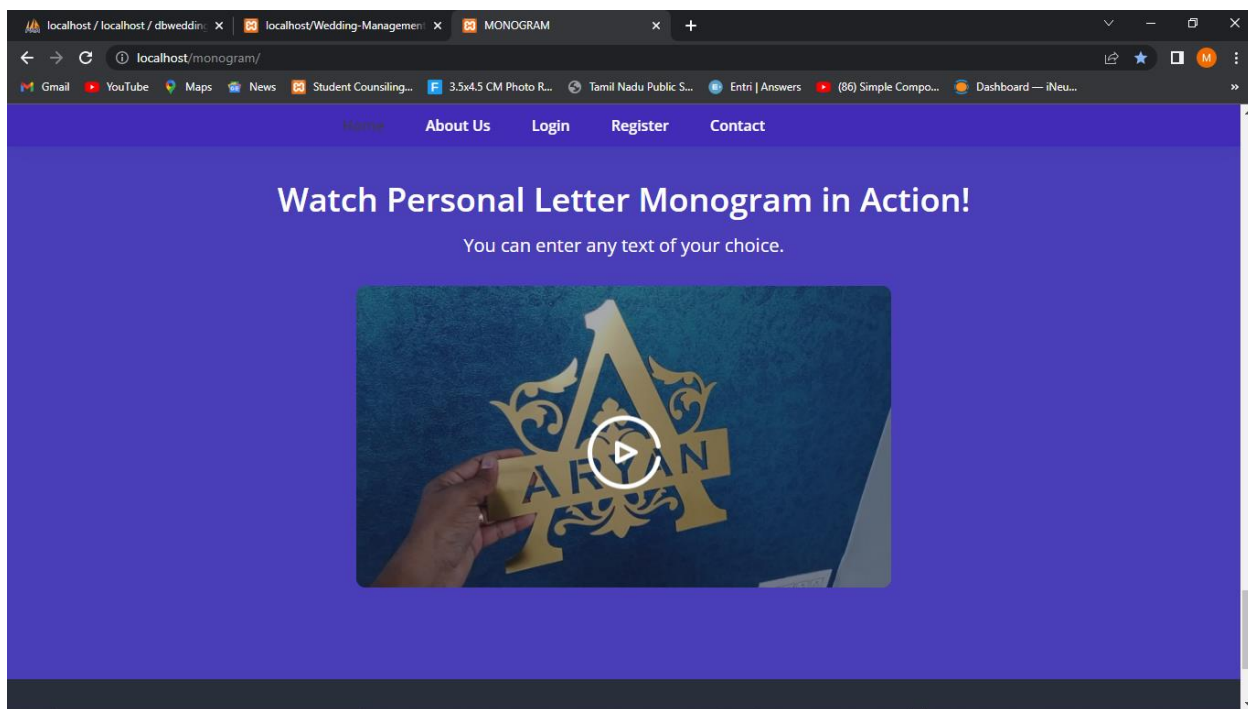 localhost / localhost / dbwedding
localhost/Wedding-Management
MONOGRAM
localhost/monogram/
M
Gmail
YouTube
Maps
News
Student Counsiling...
3.5x4.5 CM Photo R...
Tamil Nadu Public S...
Entri | Answers
(86) Simple Compo...
Dashboard — iNeu...
»
Home About Us Login Register Contact
Watch Personal Letter Monogram in Action!
You can enter any text of your choice.
A
ARYAN